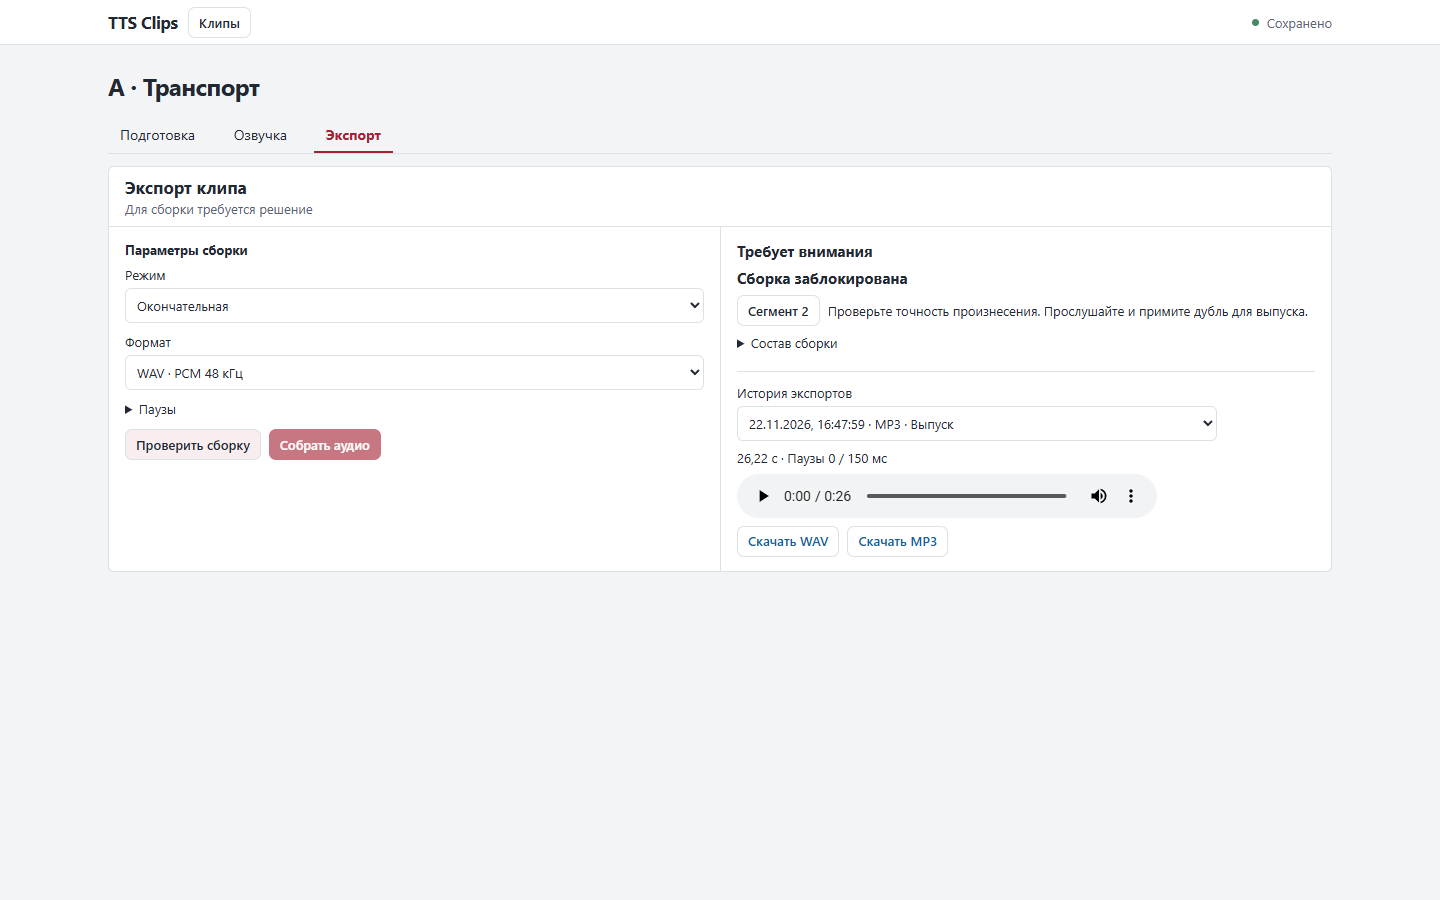 TTS Clips
Клипы
Сохранено
А · Транспорт
Подготовка
Озвучка
Экспорт
Экспорт клипа
Для сборки требуется решение
Параметры сборки
Режим
Окончательная
Формат
WAV · PCM 48 кГц
Паузы
Проверить сборку
Собрать аудио
Требует внимания
Сборка заблокирована
Сегмент 2 Проверьте точность произнесения. Прослушайте и примите дубль для выпуска.
Состав сборки
История экспортов
22.11.2026, 16:47:59 · MP3 · Выпуск
26,22 с · Паузы 0 / 150 мс
0:00 / 0:26
Скачать WAV
Скачать MP3